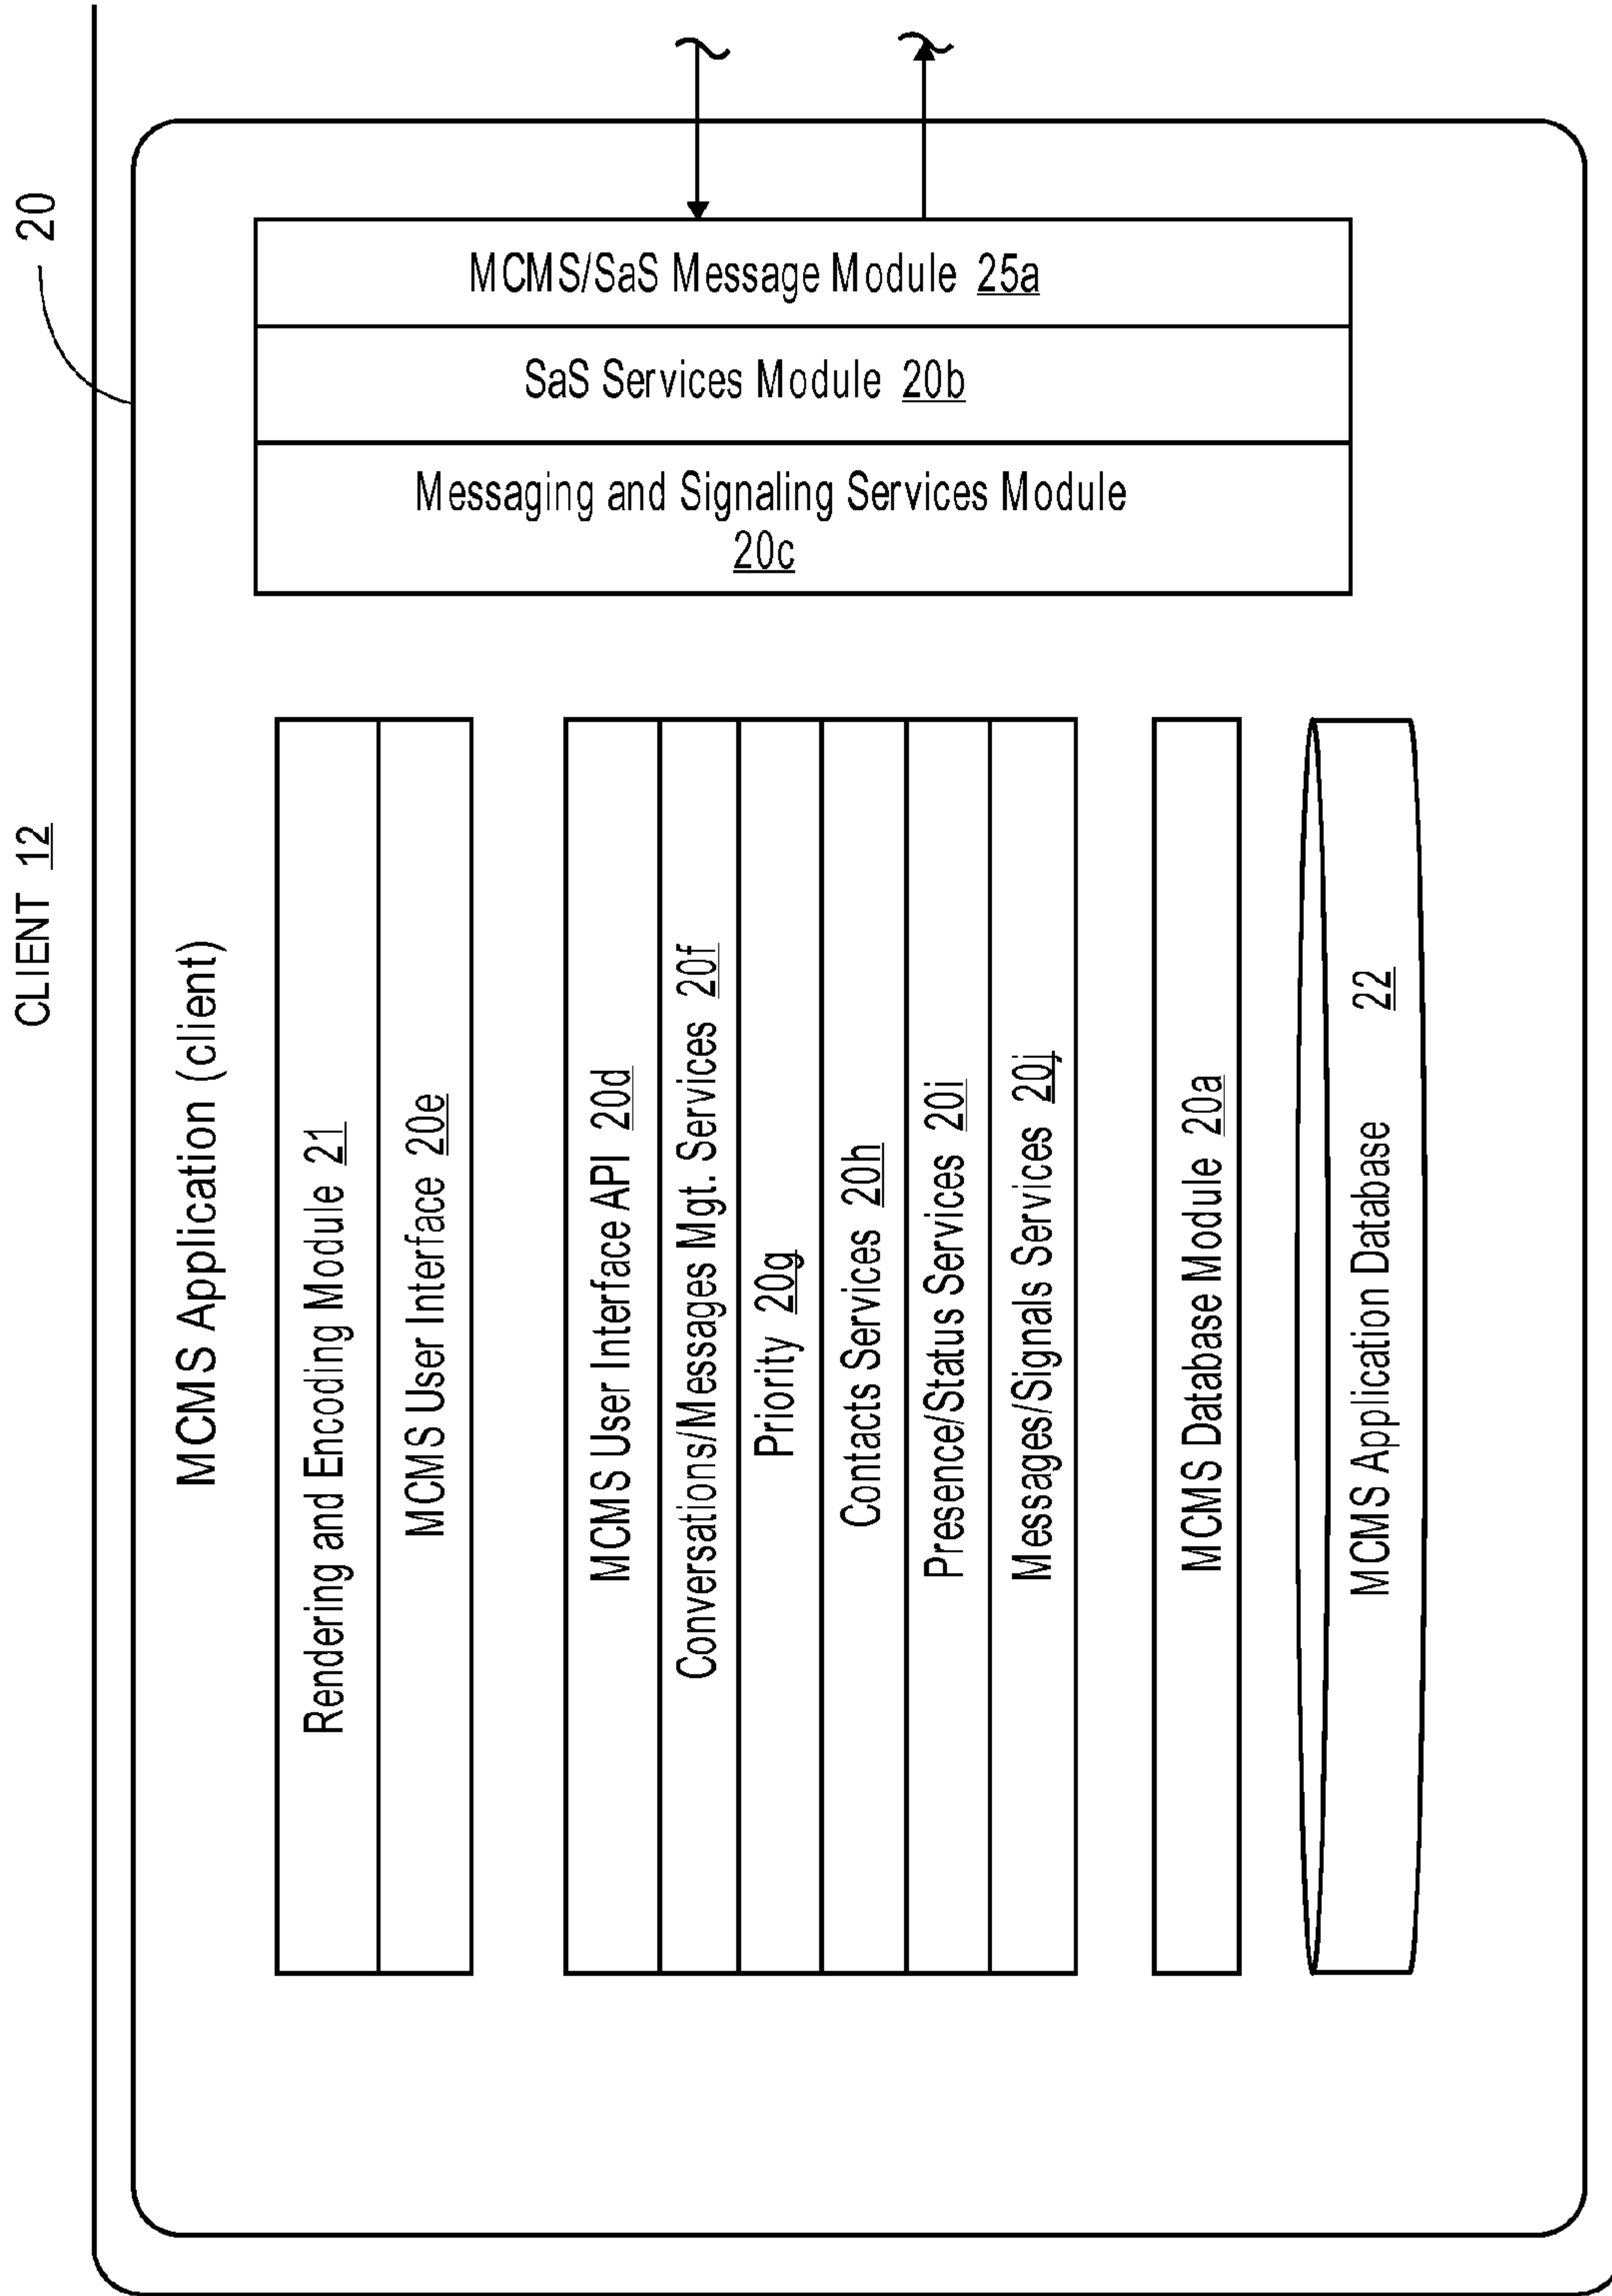 CLIENT 12
20
MCMS Application (client)
Rendering and Encoding Module 21
MCMS User Interface 20e
MCMS User Interface API 20d
Conversations/Messages Mgt. Services 20f
Priority 20g
Contacts Services 20h
Presence/Status Services 20i
Messages/Signals Services 20j
MCMS Database Module 20a
MCMS Application Database 22
MCMS/SaS Message Module 25a
SaS Services Module 20b
Messaging and Signaling Services Module
20c